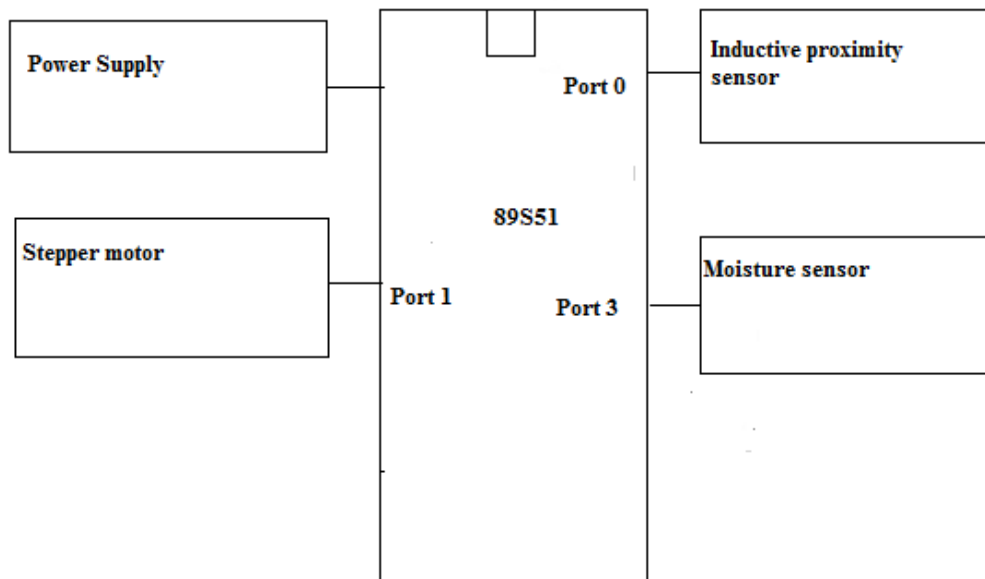 Power Supply
Port 0
Inductive proximity
sensor
89S51
Stepper motor
Port 1
Port 3
Moisture sensor